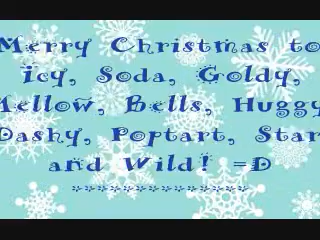 Merry Christmas to
Icy, Soda, Goldy,
Mellow, Bells, Huggy
Dashy, Poptart, Star
and Wild! =D